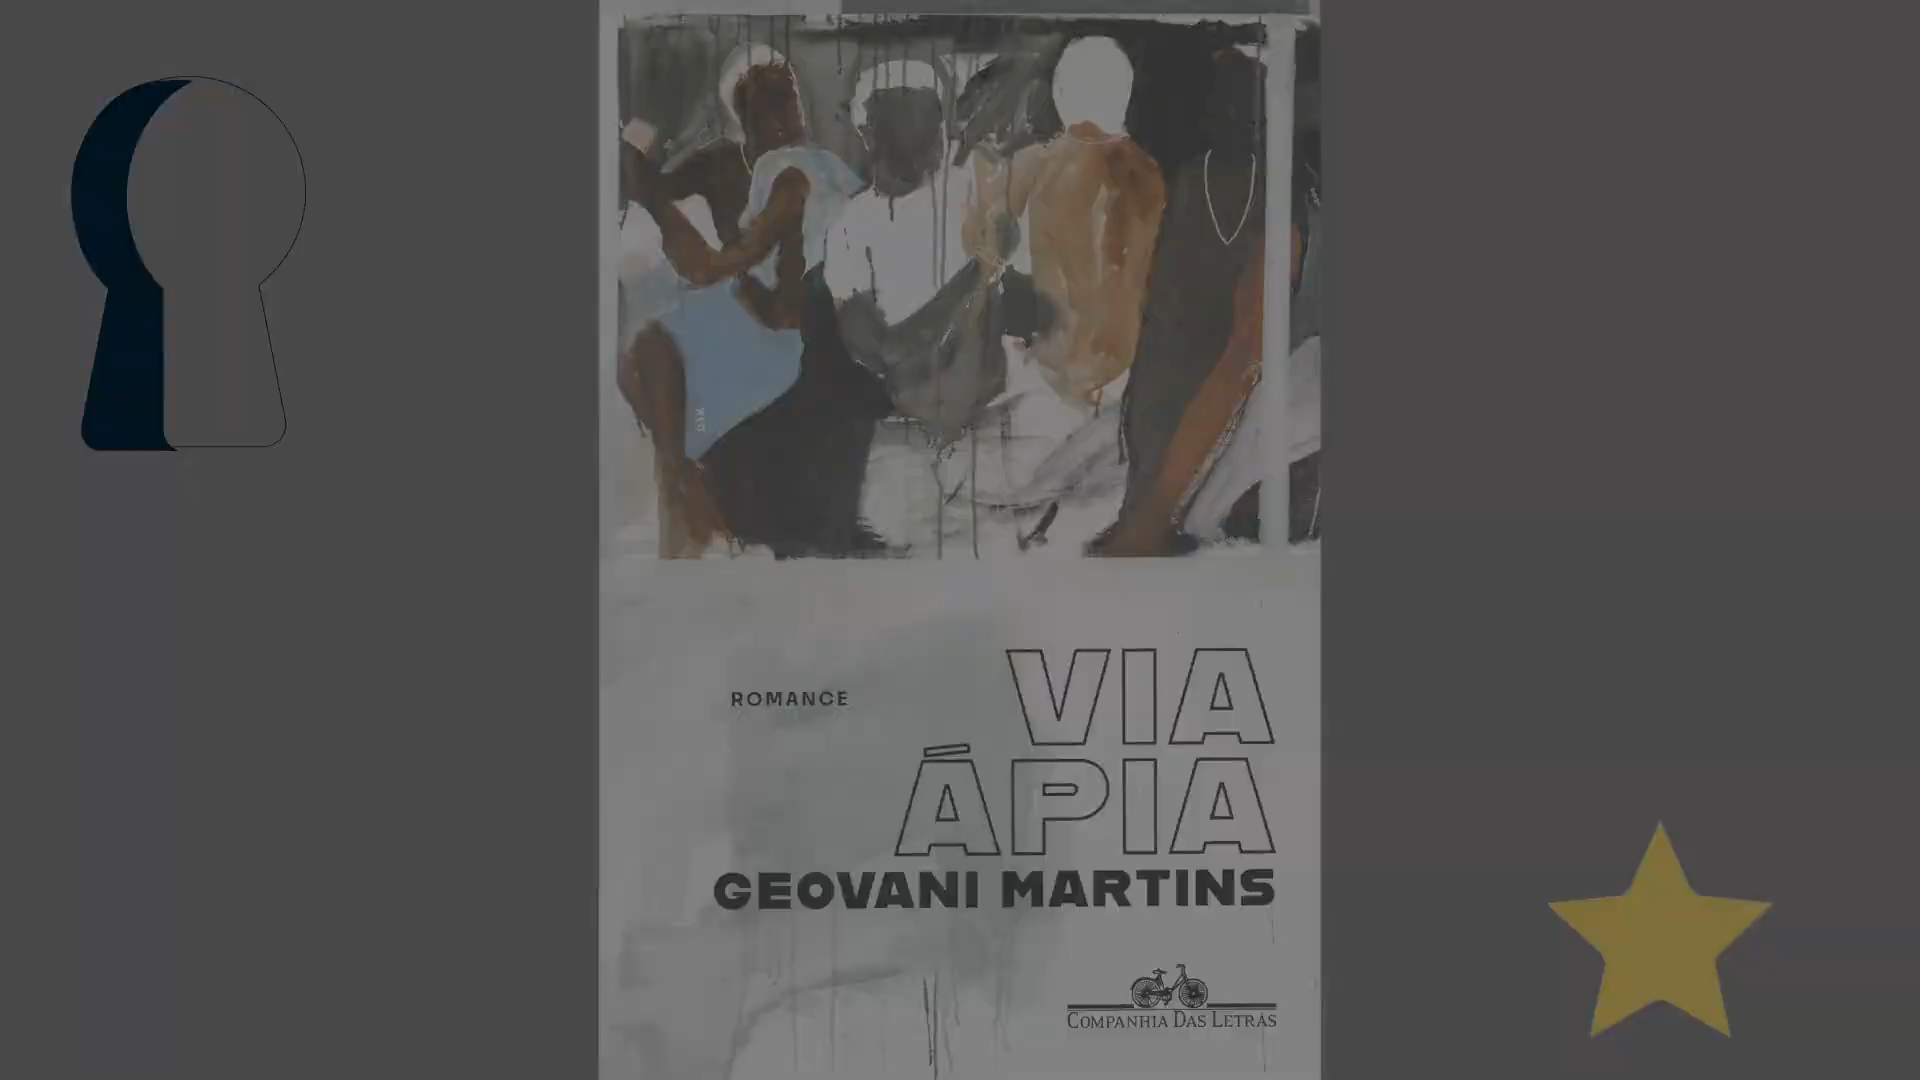 ROMANCE
VIA
ÁPIA
GEOVANI MARTINS
COMPANHIA DAS LETRAS